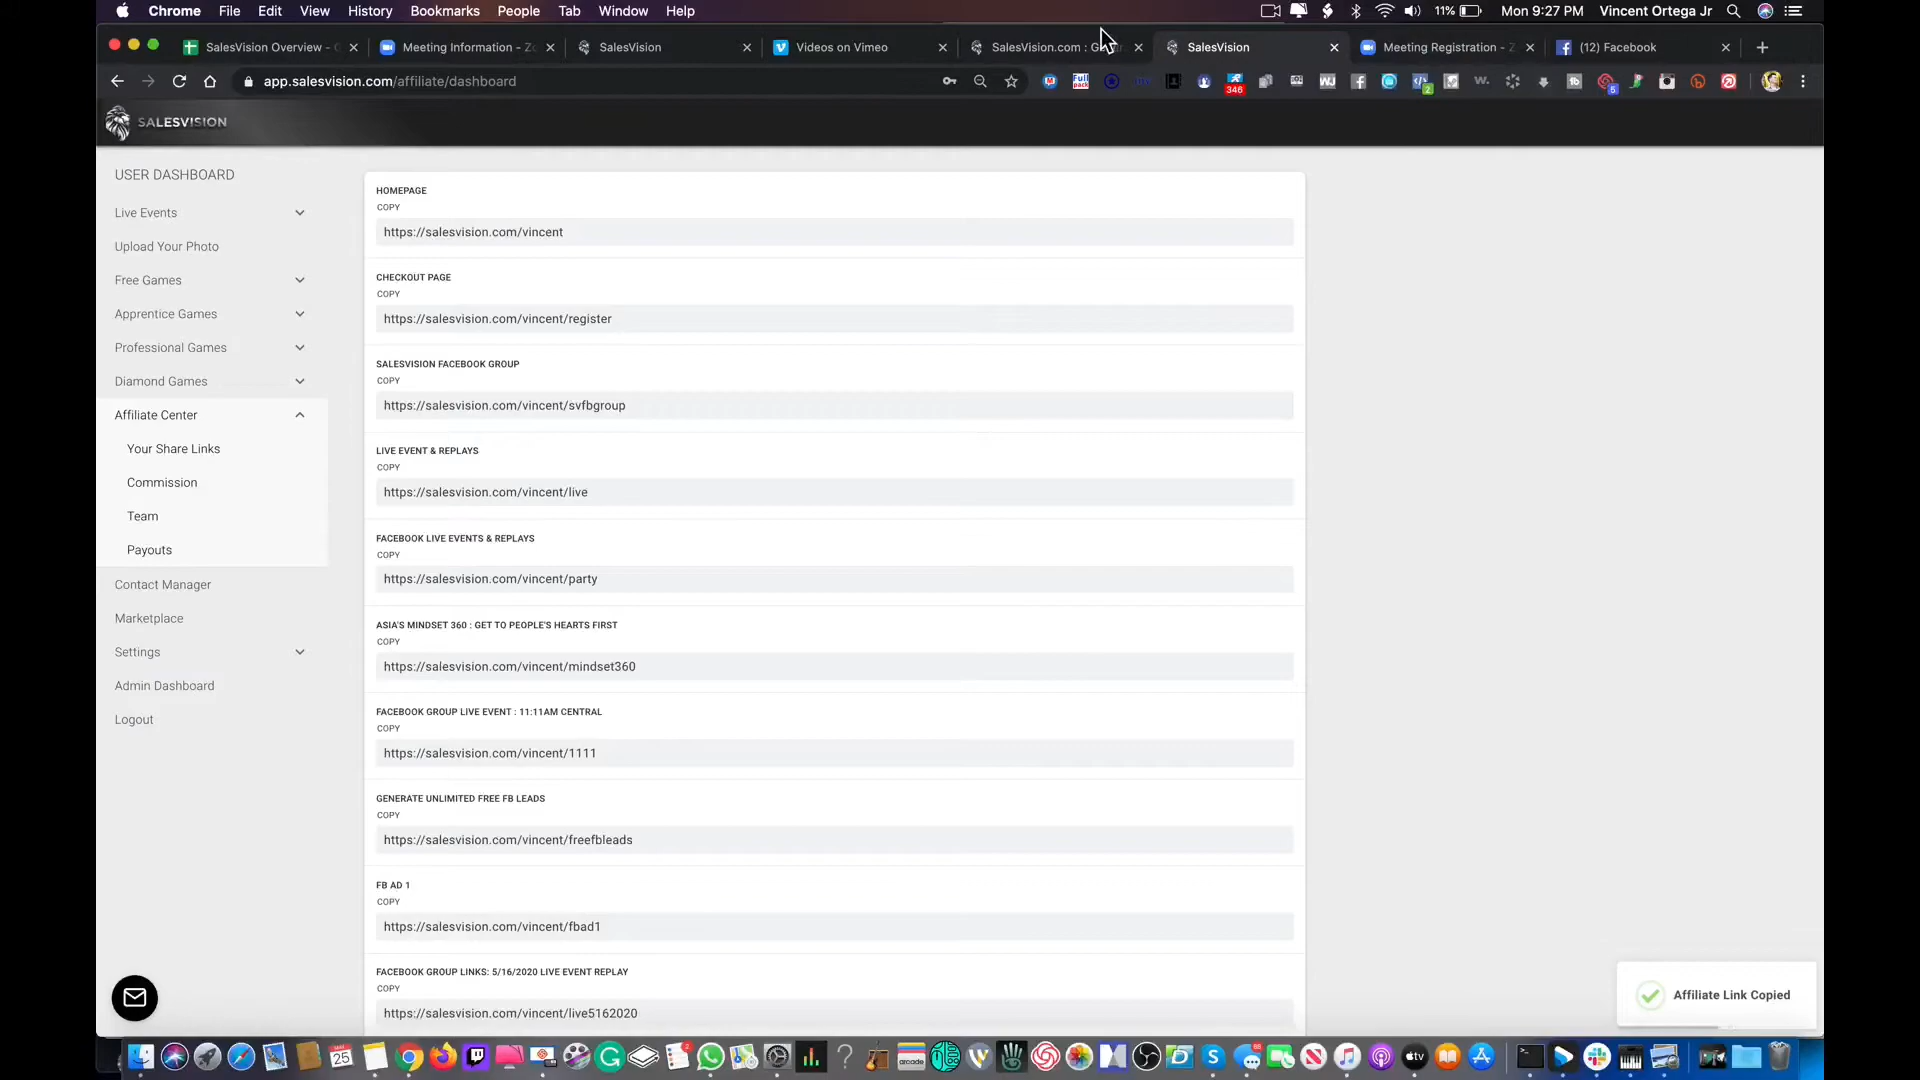 Chrome File Edit View History Bookmarks People Tab Window Help 11% Mon 9:27 PM Vincent Ortega Jr
SalesVision Overview - SalesVision Videos on Vimeo SalesVision.com : SalesVision Meeting Registration - Z (12) Facebook
Meeting Information - Zo
app.salesvision.com/affiliate/dashboard
346 2 5
SALESVISION
USER DASHBOARD
Live Events
Upload Your Photo
Free Games
Apprentice Games
Professional Games
Diamond Games
Affiliate Center
Your Share Links
Commission
Team
Payouts
Contact Manager
Marketplace
Settings
Admin Dashboard
Logout
HOMEPAGE
COPY
https://salesvision.com/vincent
CHECKOUT PAGE
COPY
https://salesvision.com/vincent/register
SALESVISION FACEBOOK GROUP
COPY
https://salesvision.com/vincent/svfbgroup
LIVE EVENT & REPLAYS
COPY
https://salesvision.com/vincent/live
FACEBOOK LIVE EVENTS & REPLAYS
COPY
https://salesvision.com/vincent/party
ASIA'S MINDSET 360 : GET TO PEOPLE'S HEARTS FIRST
COPY
https://salesvision.com/vincent/mindset360
FACEBOOK GROUP LIVE EVENT : 11:11AM CENTRAL
COPY
https://salesvision.com/vincent/1111
GENERATE UNLIMITED FREE FB LEADS
COPY
https://salesvision.com/vincent/freefbleads
FB AD 1
COPY
https://salesvision.com/vincent/fbad1
FACEBOOK GROUP LINKS: 5/16/2020 LIVE EVENT REPLAY
COPY
https://salesvision.com/vincent/live5162020
Affiliate Link Copied
25 arcade tv